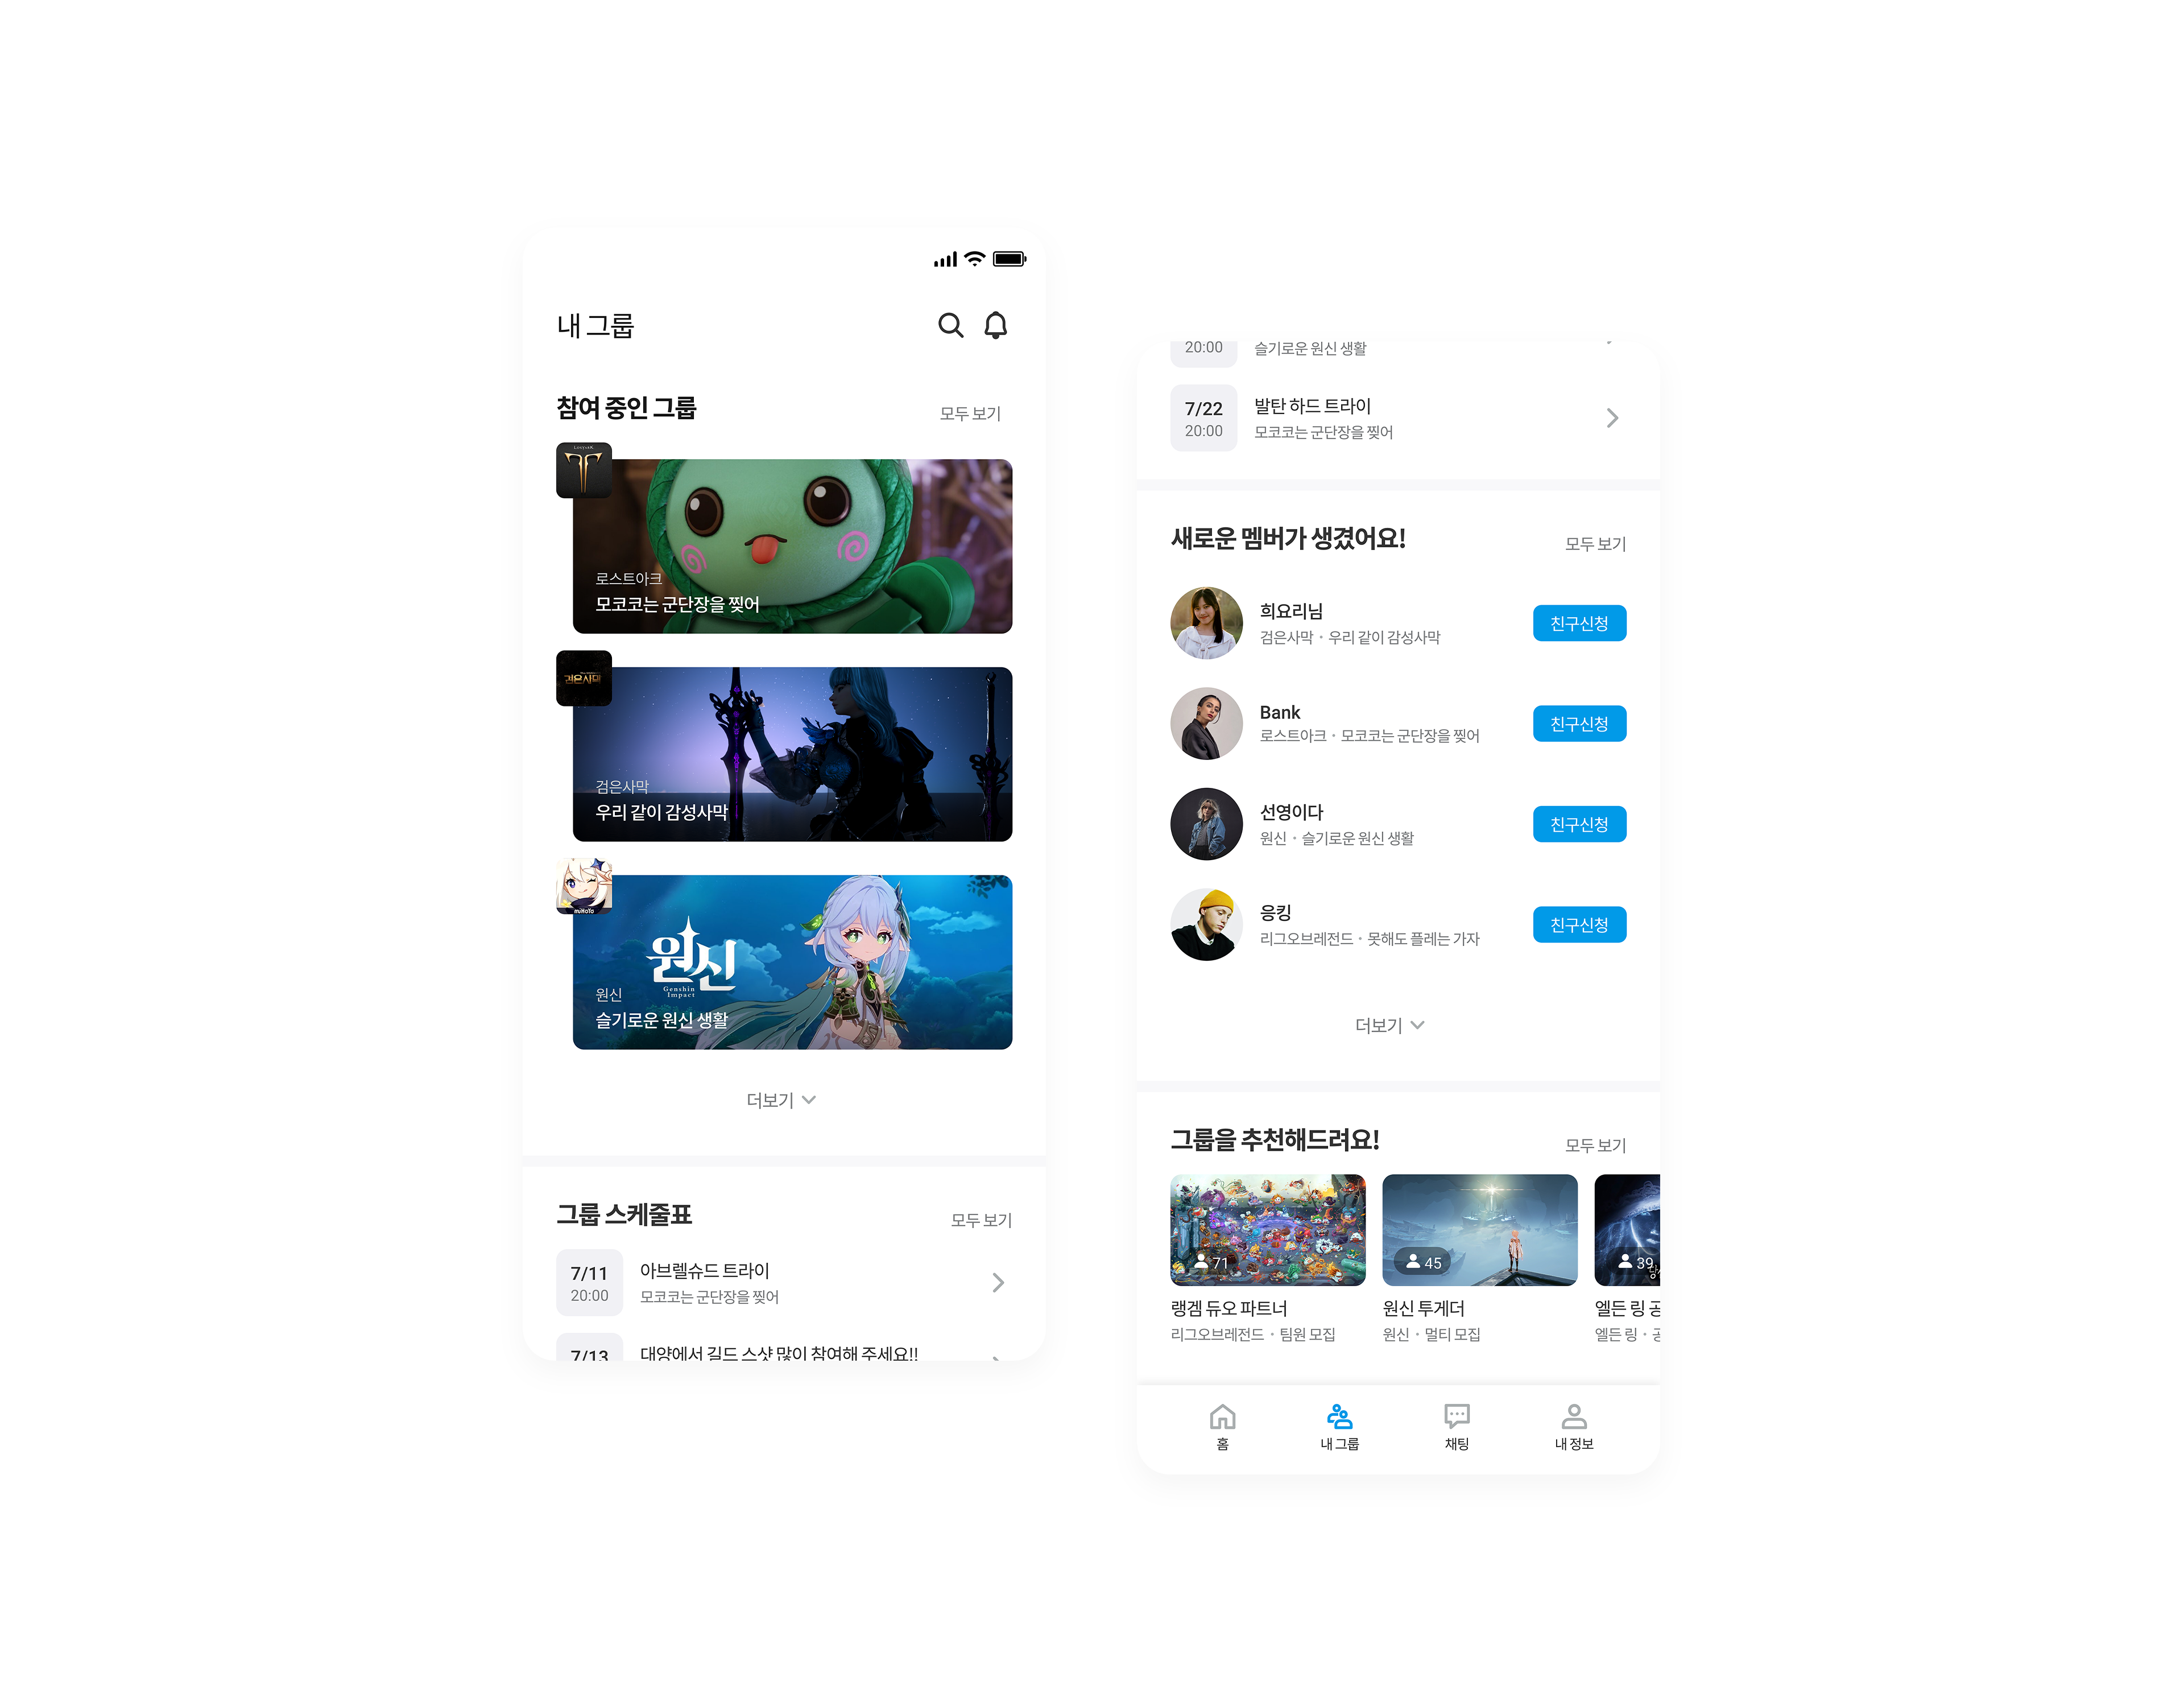 내 그룹
참여 중인 그룹
모두 보기
로스트아크
모코코는 군단장을 찢어
검은사막
검은사막
우리 같이 감성사막
miHoYo
원신
Genshin
Impact
원신
슬기로운 원신 생활
더보기
그룹 스케줄표
모두 보기
7/11
20:00
아브렐슈드 트라이
모코코는 군단장을 찢어
7/13
대양에서 길드 스샷 많이 참여해 주세요!!
20:00
슬기로운 원신 생활
7/22
20:00
발탄 하드 트라이
모코코는 군단장을 찢어
새로운 멤버가 생겼어요!
모두 보기
희요리님
검은사막 • 우리 같이 감성사막
친구신청
Bank
로스트아크 • 모코코는 군단장을 찢어
친구신청
선영이다
원신 • 슬기로운 원신 생활
친구신청
응킹
리그오브레전드 • 못해도 플레는 가자
친구신청
더보기
그룹을 추천해드려요!
모두 보기
71
45
39
랭겜 듀오 파트너
리그오브레전드 • 팀원 모집
원신 투게더
원신 • 멀티 모집
엘든 링 공
엘든 링 • 공
홈
내 그룹
채팅
내 정보